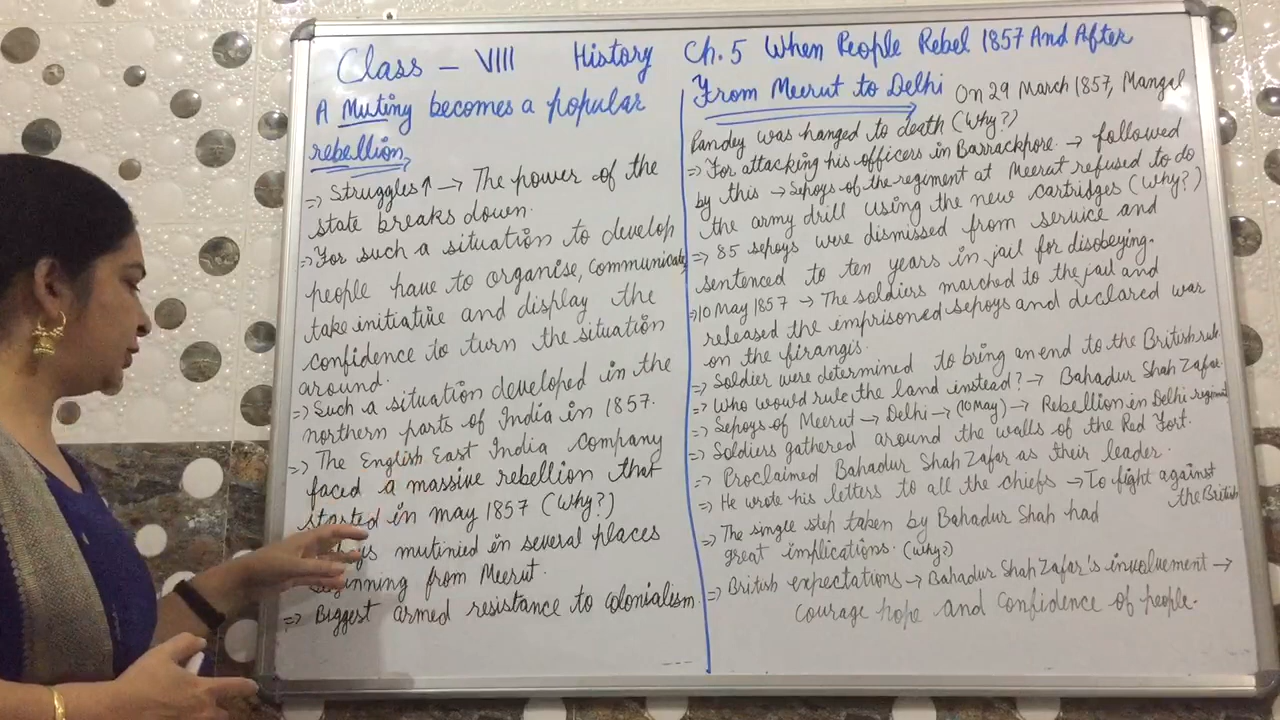 Class – VIII History Ch. 5 When People Rebel 1857 And After
A Mutiny becomes a popular
rebellion
⇒ Struggles↑ → The power of the
state breaks down.
⇒ For such a situation to develop
people have to organise, communicate,
take initiative and display the
confidence to turn the situation
around.
⇒ Such a situation developed in the
northern parts of India in 1857.
⇒ The English East India Company
faced a massive rebellion that
started in may 1857 (Why?)
mutinied in several places
from Meerut.
⇒ Biggest armed resistance to colonialism.
From Meerut to Delhi On 29 March 1857, Mangal
Pandey was hanged to death (Why?)
⇒ For attacking his officers in Barrackpore. → followed
by this → Sepoys of the regiment at Meerut refused to do
the army drill using the new cartridges (Why?)
⇒ 85 sepoys were dismissed from service and
sentenced to ten years in jail for disobeying.
⇒ 10 May 1857 → The soldiers marched to the jail and
released the imprisoned sepoys and declared war
on the firangis.
⇒ Soldier were determined to bring an end to the British rule.
⇒ Who would rule the land instead? → Bahadur Shah Zafar.
⇒ Sepoys of Meerut → Delhi → (10 May) → Rebellion in Delhi regiment
⇒ Soldiers gathered around the walls of the Red Fort.
⇒ Proclaimed Bahadur Shah Zafar as their leader.
⇒ He wrote his letters to all the chiefs → To fight against
the British
⇒ The single step taken by Bahadur Shah had
great implications. (Why?)
⇒ British expectations → Bahadur Shah Zafar's involvement →
courage hope and confidence of people.